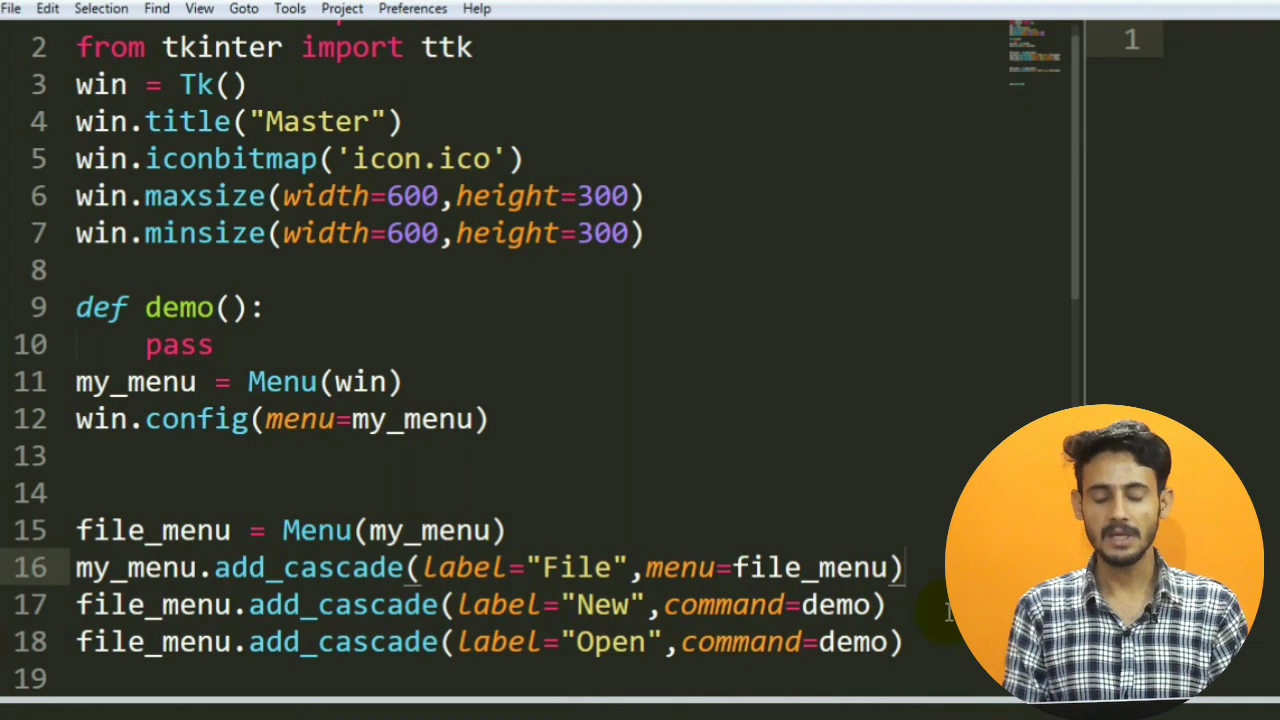 File Edit Selection Find View Goto Tools Project Preferences Help
2 from tkinter import ttk
3 win = Tk()
4 win.title("Master")
5 win.iconbitmap('icon.ico')
6 win.maxsize(width=600,height=300)
7 win.minsize(width=600,height=300)
8
9 def demo():
10 pass
11 my_menu = Menu(win)
12 win.config(menu=my_menu)
13
14
15 file_menu = Menu(my_menu)
16 my_menu.add_cascade(label="File",menu=file_menu)
17 file_menu.add_cascade(label="New",command=demo)
18 file_menu.add_cascade(label="Open",command=demo)
19
1